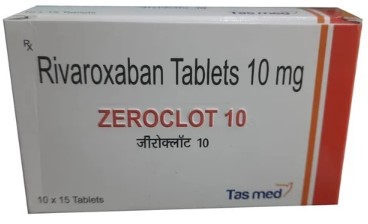 Rx
Rivaroxaban Tablets 10 mg
ZEROCLOT 10
जीरोक्लॉट 10
10 x 15 Tablets
Tas med